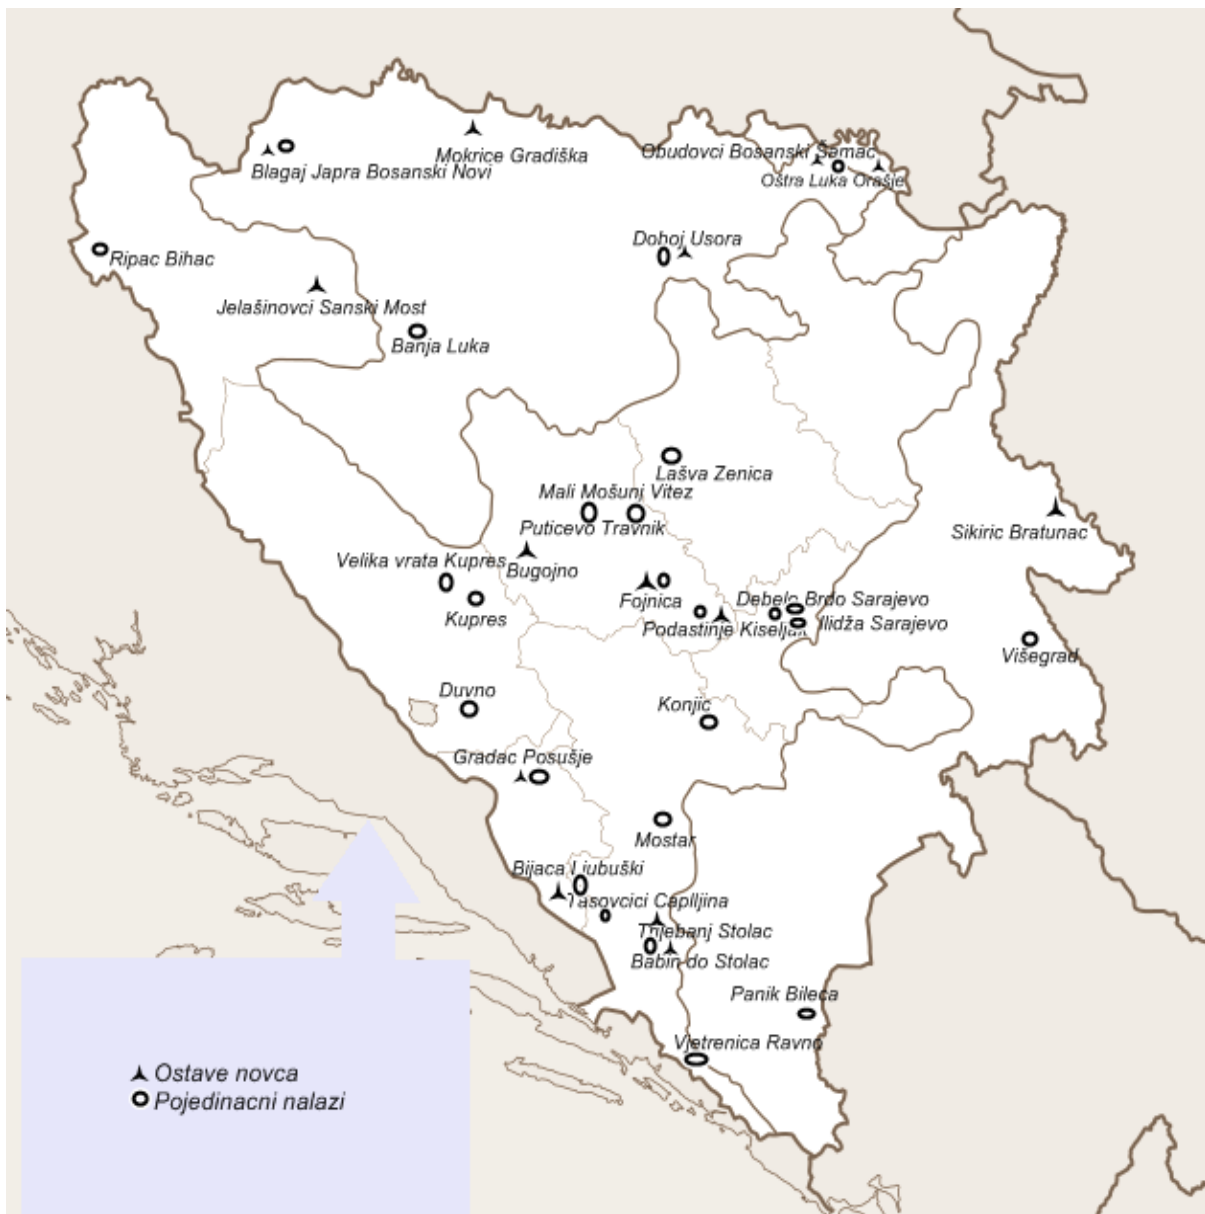 Mokrice Gradiška
Obudovci Bosanski Šamac
Blagaj Japra Bosanski Novi
Oštra Luka Orašje
Doboj Usora
Ripac Bihac
Jelašinovci Sanski Most
Banja Luka
Lašva Zenica
Mali Mošunj Vitez
Puticevo Travnik
Sikiric Bratunac
Velika vrata Kupres
Bugojno
Fojnica
Debelo Brdo Sarajevo
Kupres
Podastinje Kiseljak
Ilidža Sarajevo
Višegrad
Duvno
Konjic
Gradac Posušje
Mostar
Bijaca Ljubuški
Tasovcici Caplljina
Trijebanj Stolac
Babin do Stolac
Panik Bileca
Vjetrenica Ravno
Ostave novca
Pojedinacni nalazi